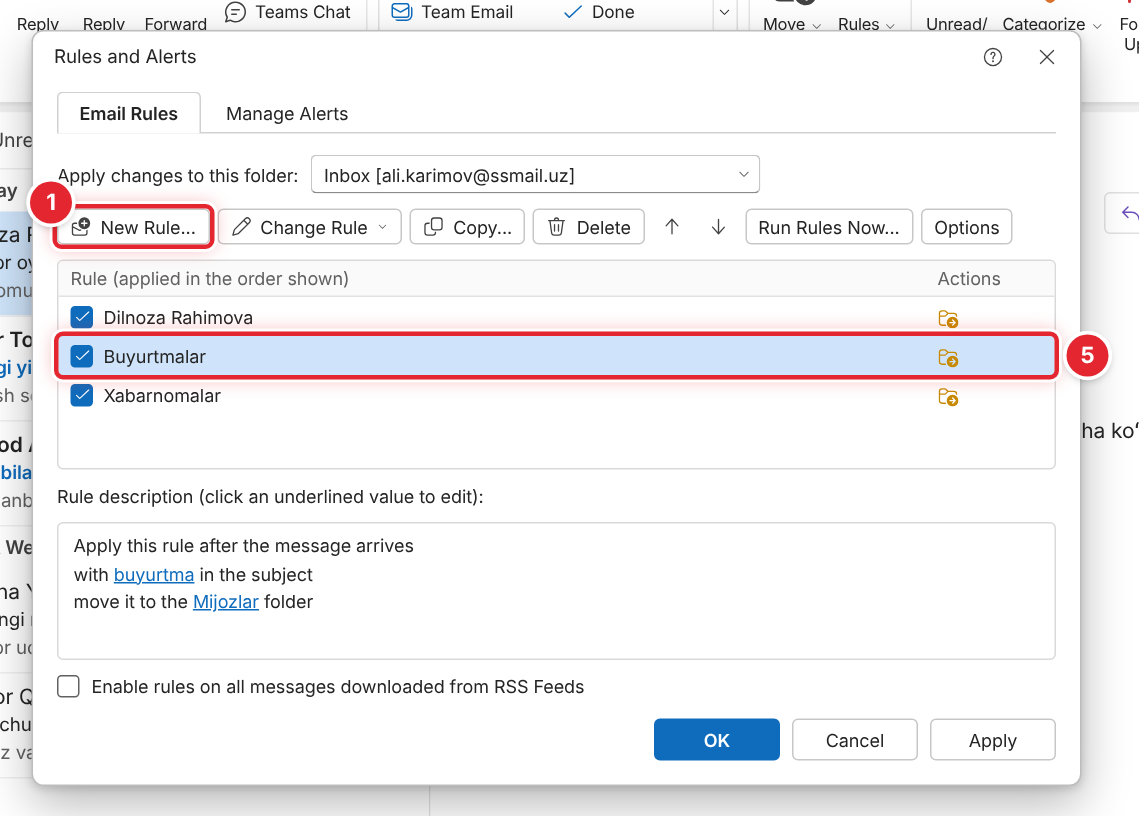 Reply
Reply
Forward
Teams Chat
Team Email
Done
Move
Rules
Unread/
Categorize
Rules and Alerts
Email Rules
Manage Alerts
Apply changes to this folder:
Inbox [ali.karimov@ssmail.uz]
1
New Rule...
Change Rule
Copy...
Delete
Run Rules Now...
Options
Rule (applied in the order shown)
Actions
Dilnoza Rahimova
Buyurtmalar
5
Xabarnomalar
ha ko‘
Rule description (click an underlined value to edit):
Apply this rule after the message arrives
with buyurtma in the subject
move it to the Mijozlar folder
Enable rules on all messages downloaded from RSS Feeds
OK
Cancel
Apply